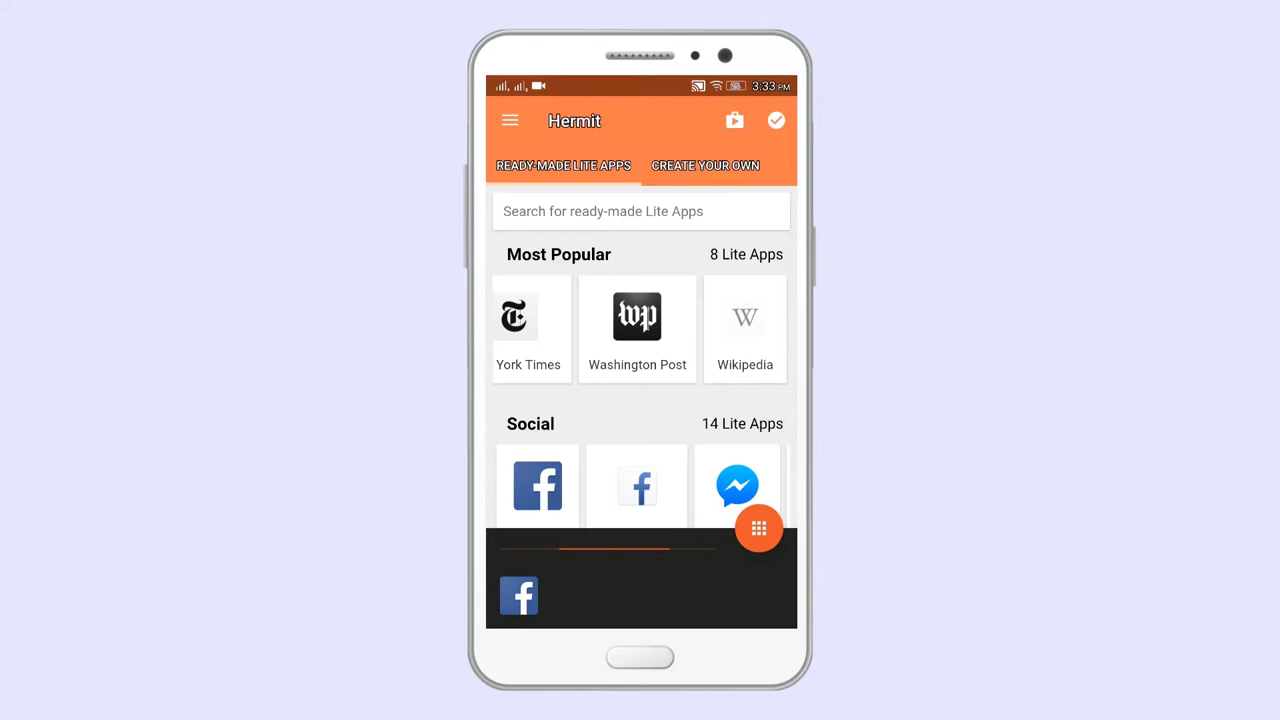 3:33 PM
Hermit
READY-MADE LITE APPS CREATE YOUR OWN
Search for ready-made Lite Apps
Most Popular 8 Lite Apps
York Times Washington Post Wikipedia
Social 14 Lite Apps